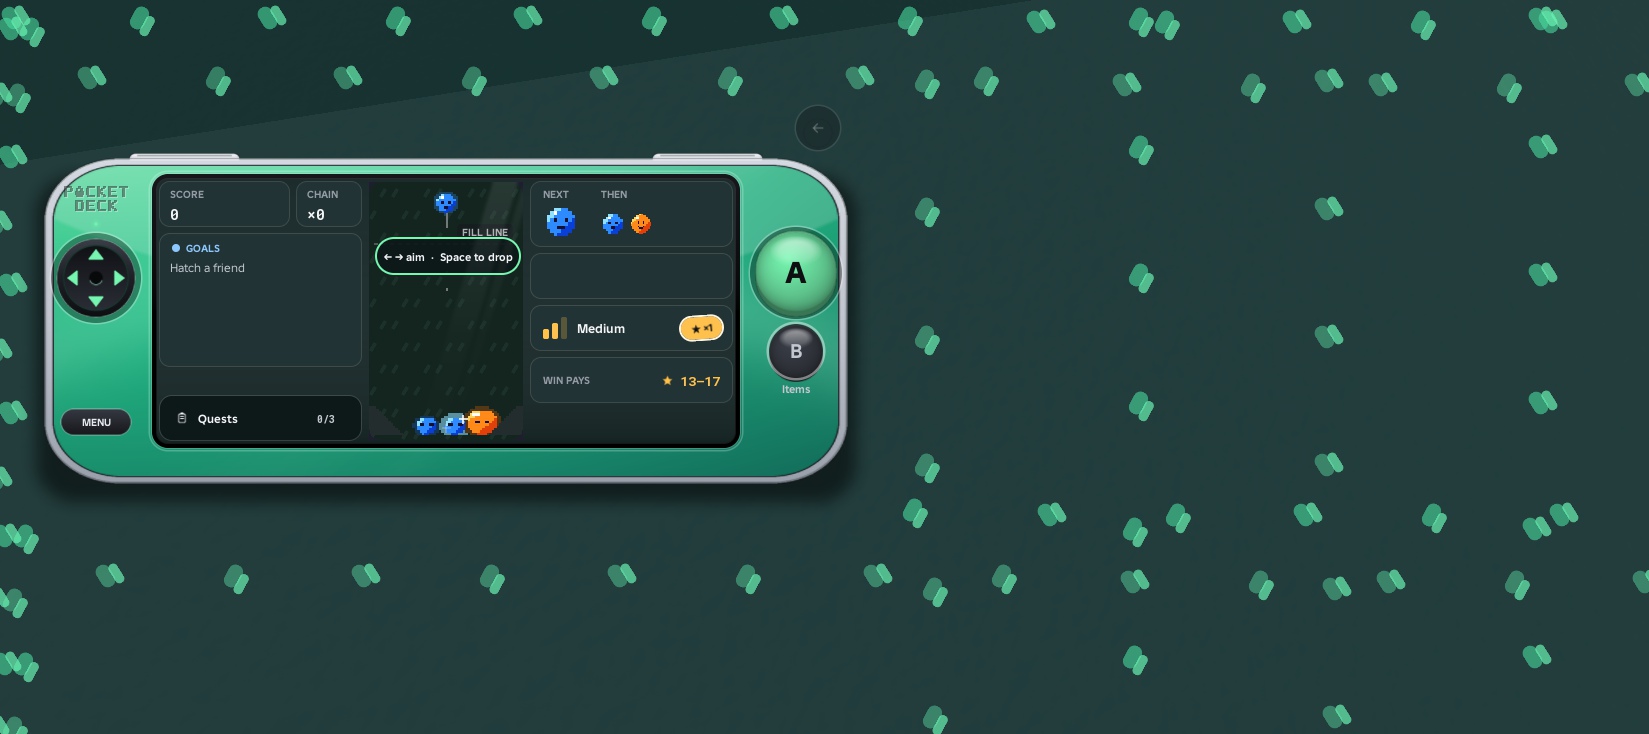 POCKET
DECK
SCORE
0
CHAIN
×0
GOALS
Hatch a friend
Quests
0/3
MENU
FILL LINE
← → aim · Space to drop
NEXT
THEN
Medium
★ ×1
WIN PAYS
★ 13–17
A
B
Items